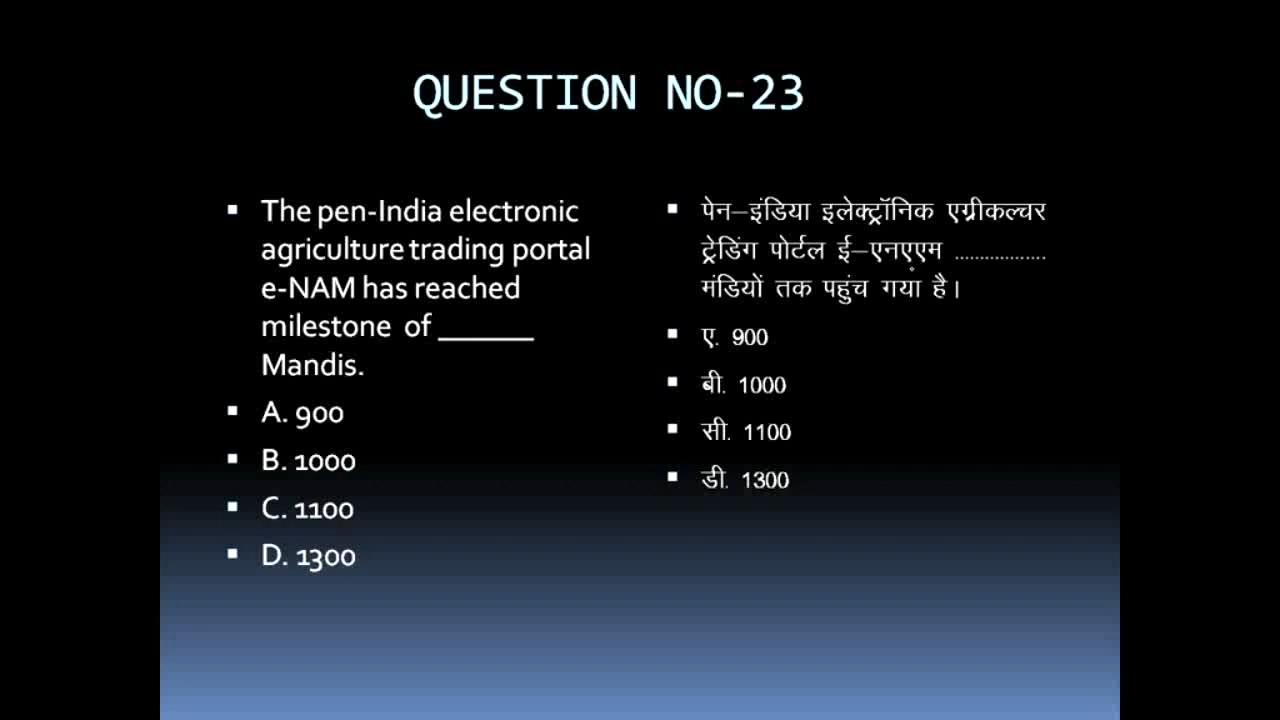 QUESTION NO-23
The pen-India electronic
agriculture trading portal
e-NAM has reached
milestone of _______
Mandis.
A. 900
B. 1000
C. 1100
D. 1300
पेन–इंडिया इलेक्ट्रॉनिक एग्रीकल्चर
ट्रेडिंग पोर्टल ई–एनएएम ..................
मंडियों तक पहुंच गया है।
ए. 900
बी. 1000
सी. 1100
डी. 1300